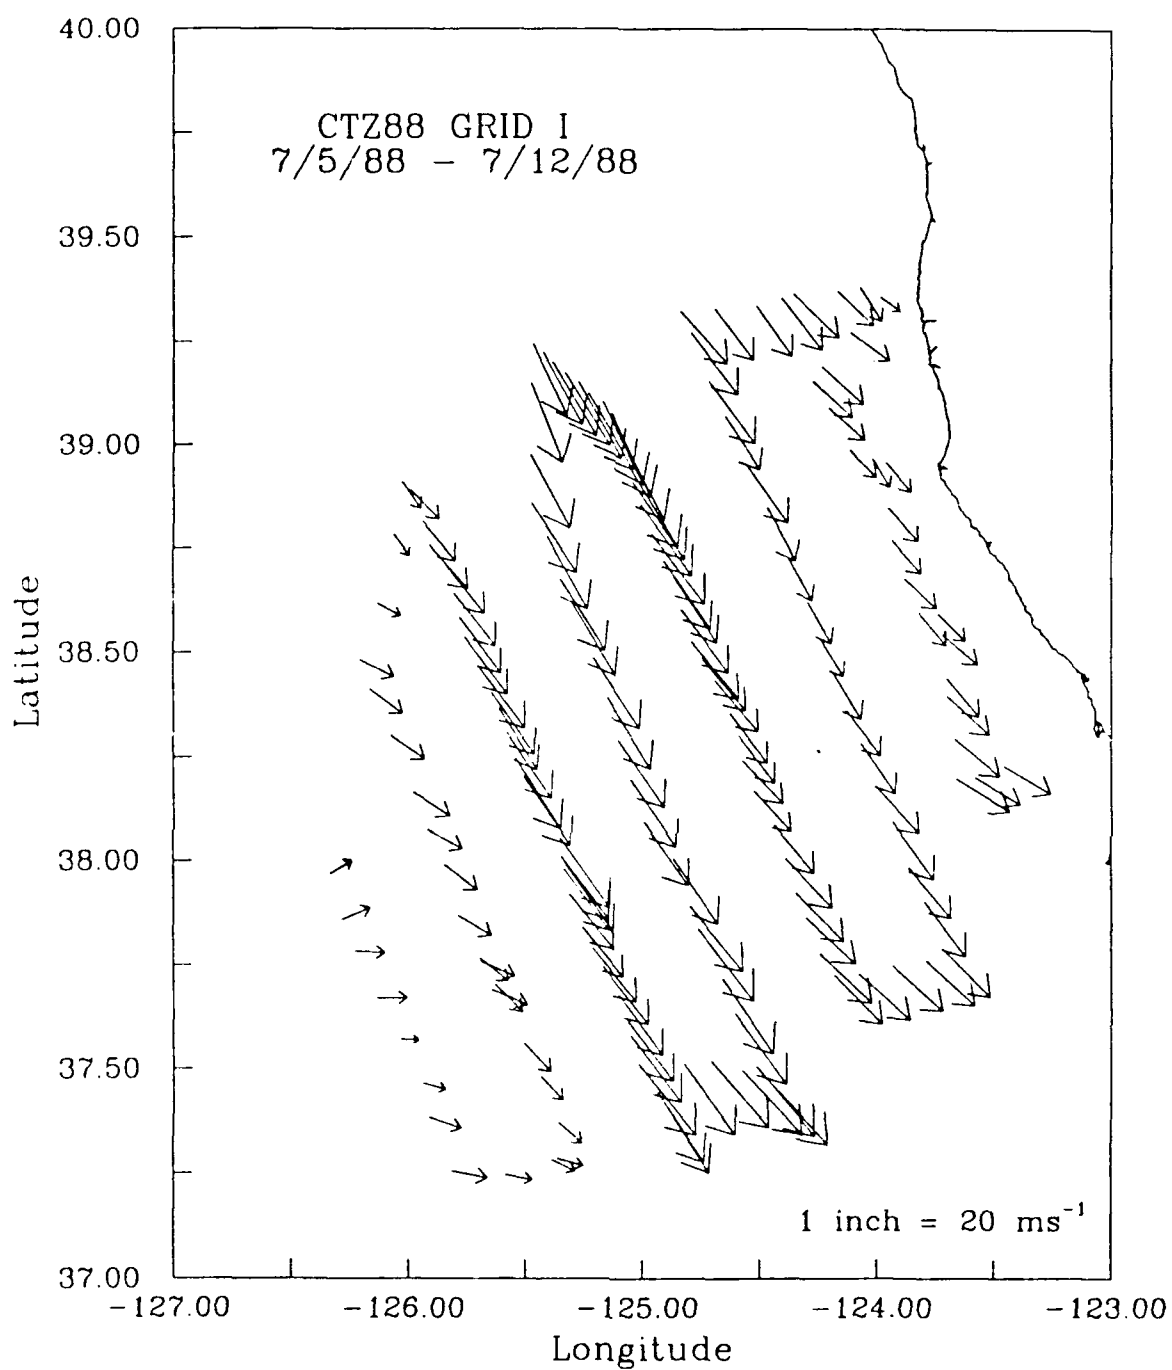 40.00
CTZ88 GRID I
7/5/88 − 7/12/88
39.50
39.00
38.50
38.00
37.50
37.00
Latitude
1 inch = 20 ms⁻¹
-127.00 -126.00 -125.00 -124.00 -123.00
Longitude